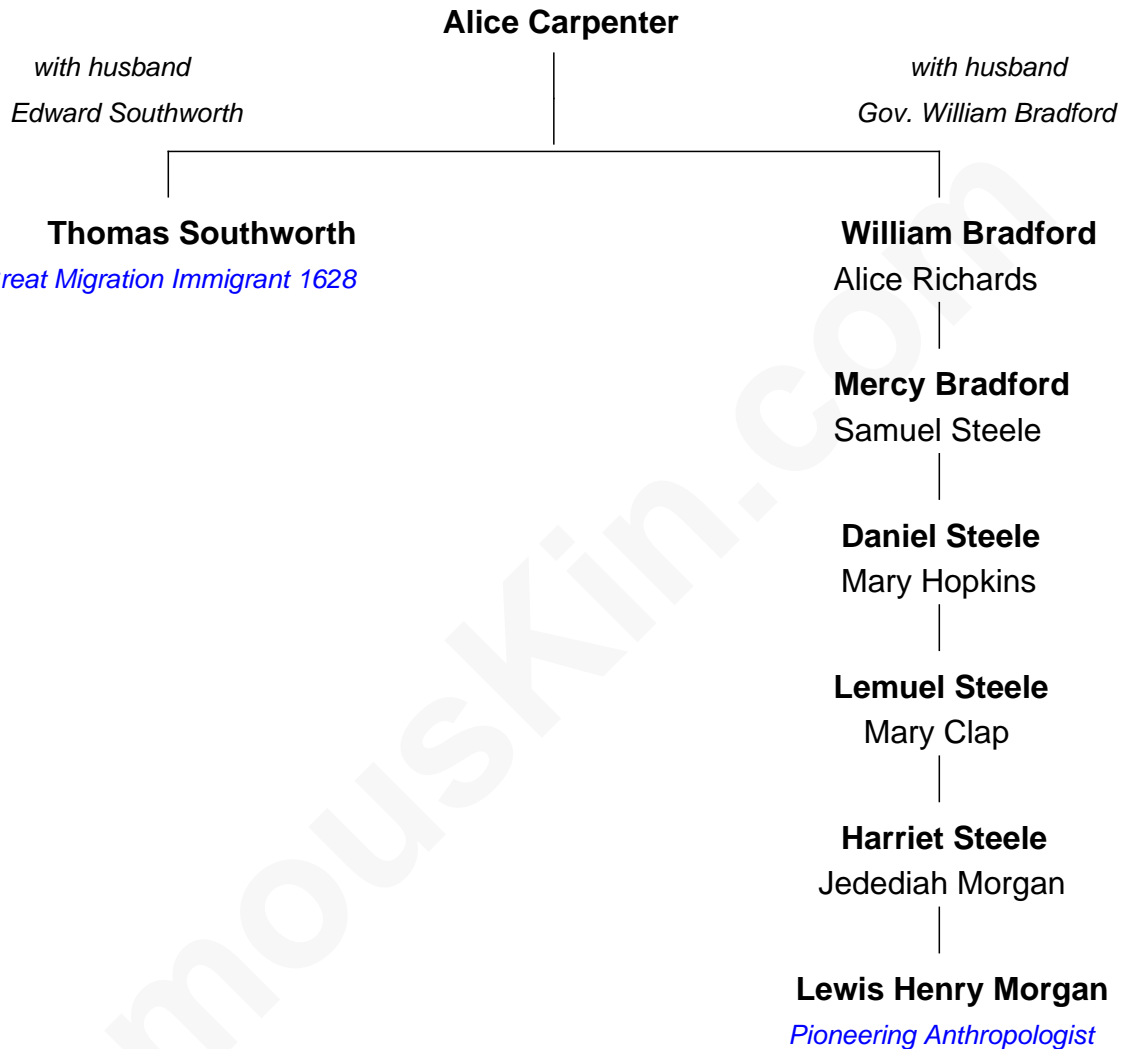 Alice Carpenter
with husband
Edward Southworth
with husband
Gov. William Bradford
Thomas Southworth
reat Migration Immigrant 1628
William Bradford
Alice Richards
Mercy Bradford
Samuel Steele
Daniel Steele
Mary Hopkins
Lemuel Steele
Mary Clap
Harriet Steele
Jedediah Morgan
Lewis Henry Morgan
Pioneering Anthropologist
mouskin.com